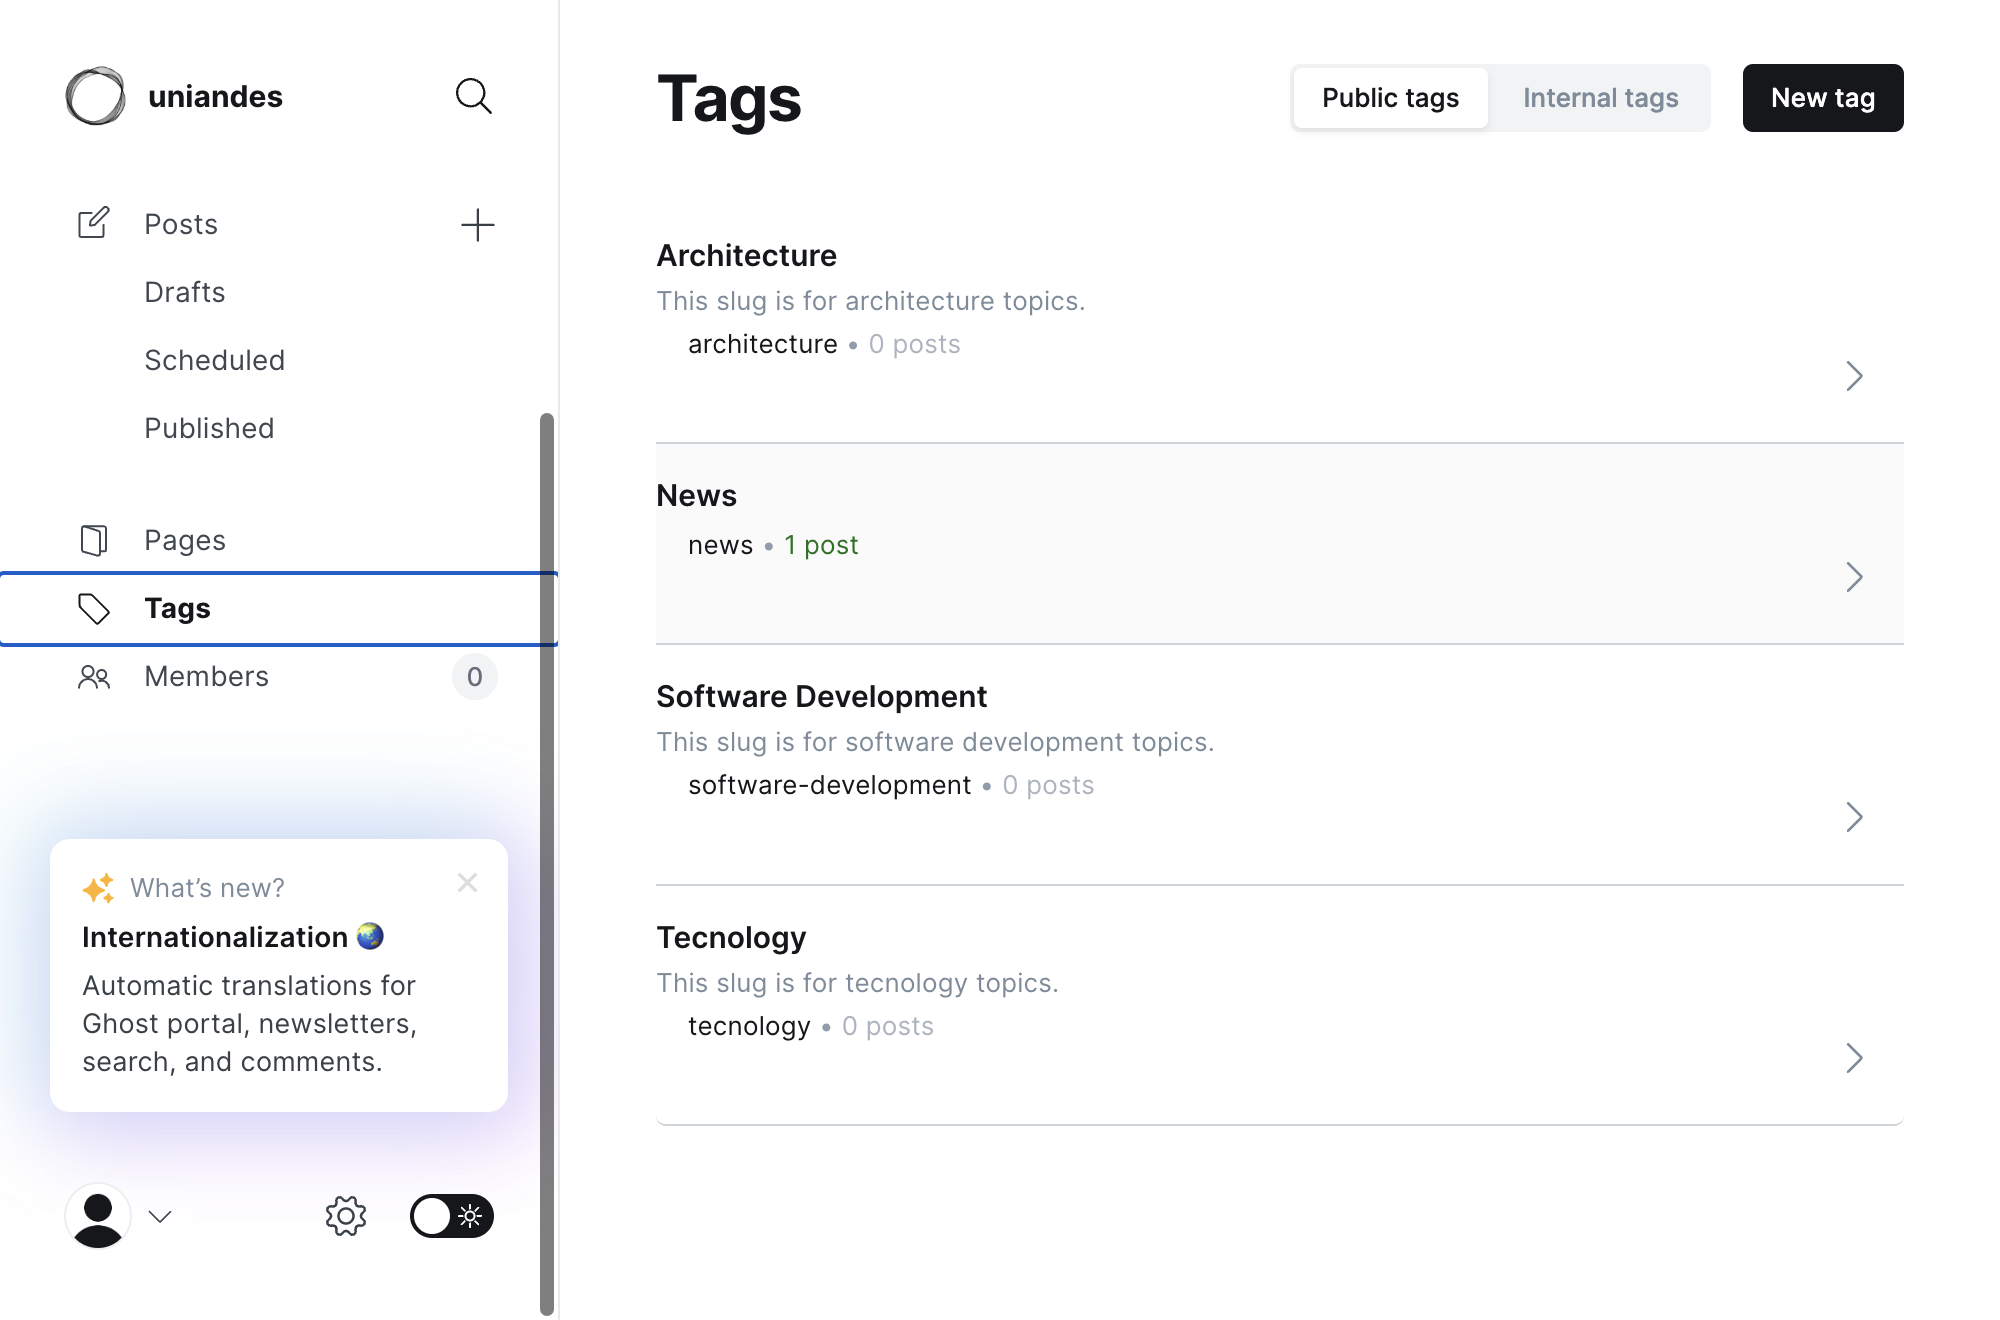 uniandes
Posts
Drafts
Scheduled
Published
Pages
Tags
Members
0
What's new?
Internationalization
Automatic translations for
Ghost portal, newsletters,
search, and comments.
Tags
Public tags
Internal tags
New tag
Architecture
This slug is for architecture topics.
architecture • 0 posts
News
news • 1 post
Software Development
This slug is for software development topics.
software-development • 0 posts
Tecnology
This slug is for tecnology topics.
tecnology • 0 posts